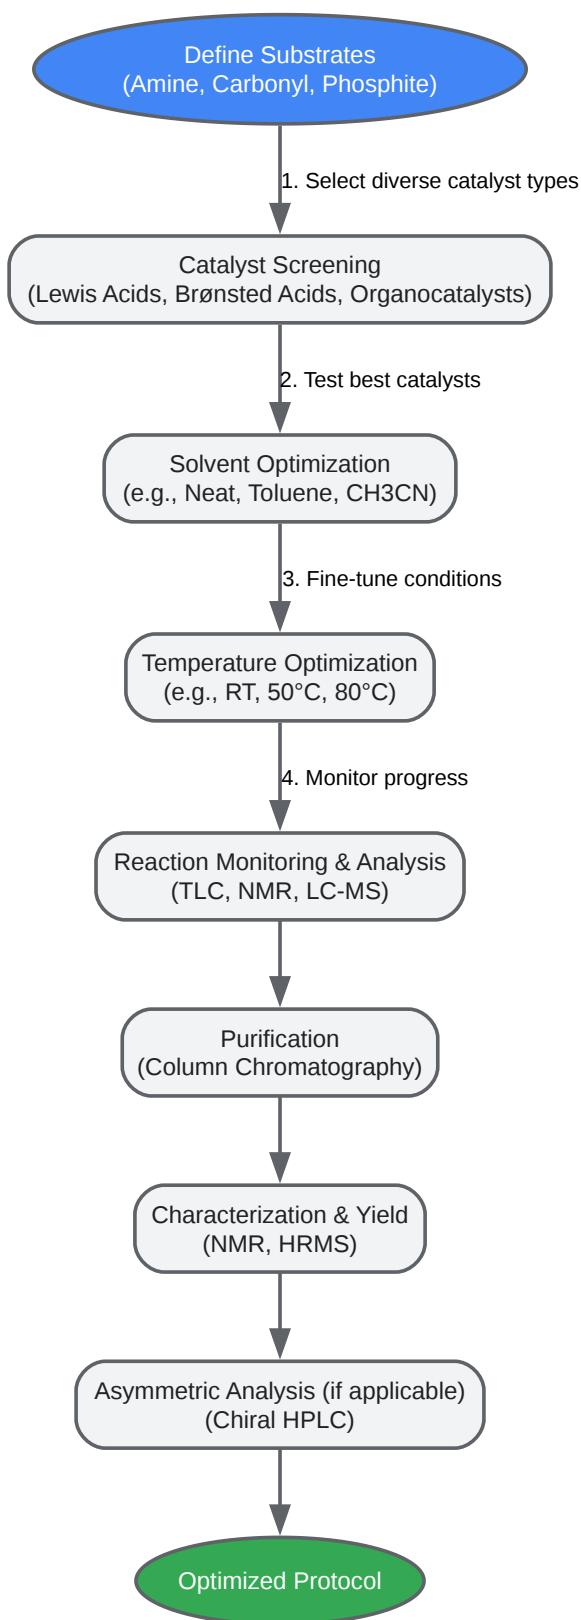 Define Substrates
(Amine, Carbonyl, Phosphite)
1. Select diverse catalyst types
Catalyst Screening
(Lewis Acids, Brønsted Acids, Organocatalysts)
2. Test best catalysts
Solvent Optimization
(e.g., Neat, Toluene, CH3CN)
3. Fine-tune conditions
Temperature Optimization
(e.g., RT, 50°C, 80°C)
4. Monitor progress
Reaction Monitoring & Analysis
(TLC, NMR, LC-MS)
Purification
(Column Chromatography)
Characterization & Yield
(NMR, HRMS)
Asymmetric Analysis (if applicable)
(Chiral HPLC)
Optimized Protocol